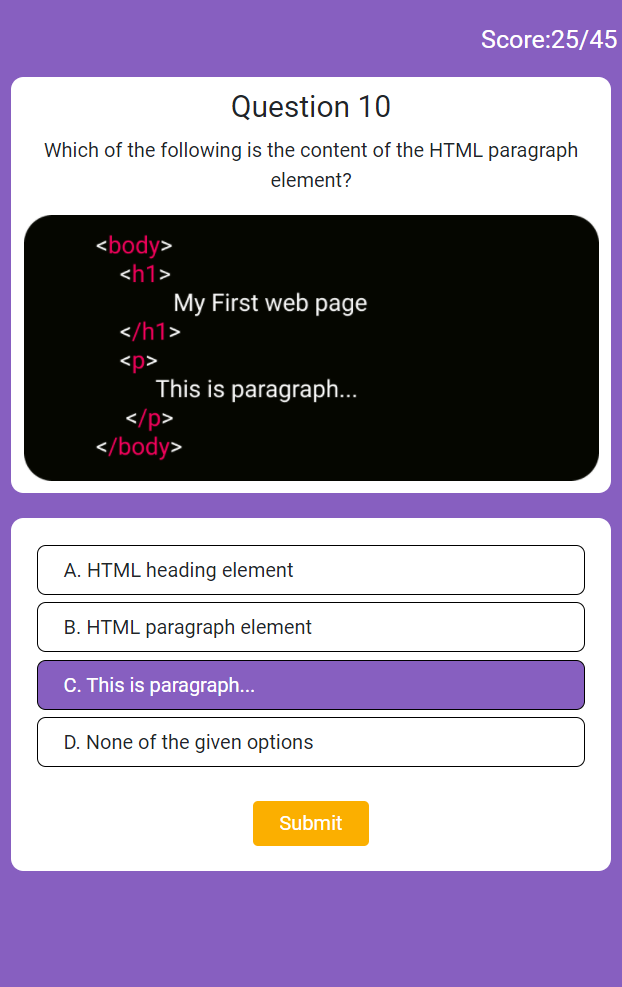 Score:25/45
Question 10
Which of the following is the content of the HTML paragraph
element?
<body>
<h1>
My First web page
</h1>
<p>
This is paragraph...
</p>
</body>
A. HTML heading element
B. HTML paragraph element
C. This is paragraph...
D. None of the given options
Submit